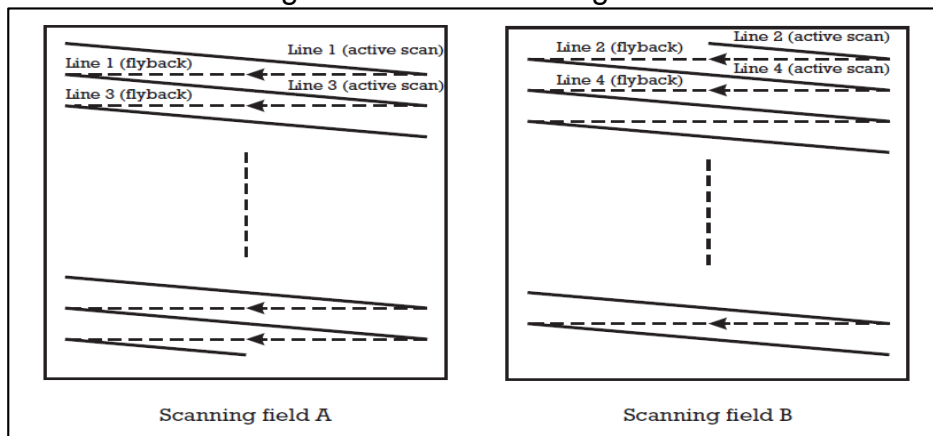 Line 1 (active scan)
Line 1 (flyback)
Line 3 (active scan)
Line 3 (flyback)
Line 2 (active scan)
Line 2 (flyback)
Line 4 (active scan)
Line 4 (flyback)
Scanning field A
Scanning field B